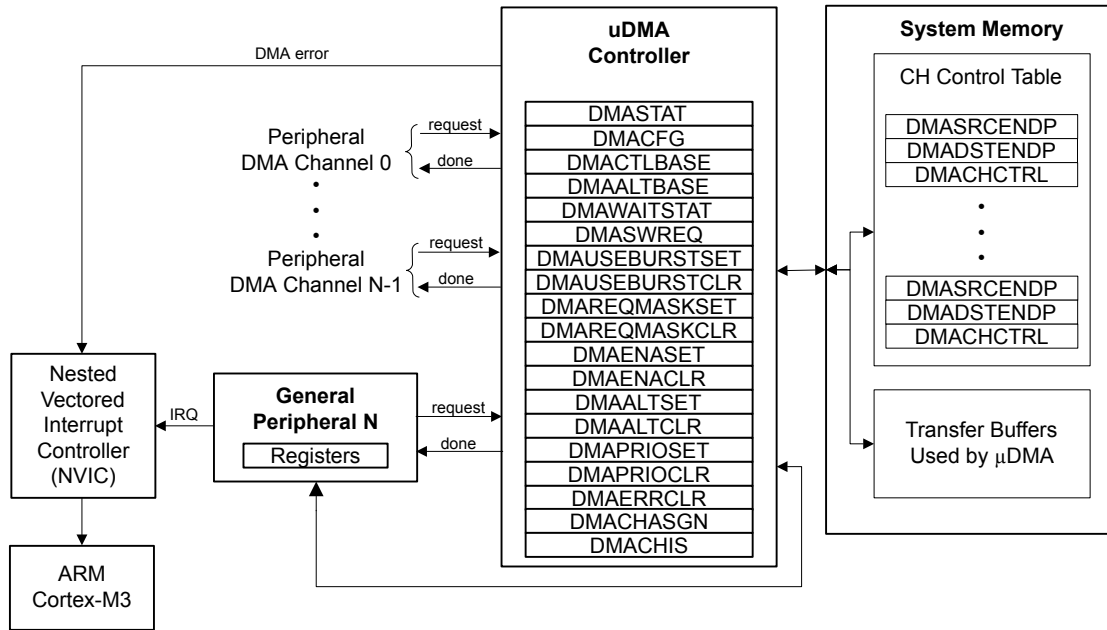 uDMA
Controller
DMASTAT
DMACFG
DMACTLBASE
DMAALTBASE
DMAWAITSTAT
DMASWREQ
DMAUSEBURSTSET
DMAUSEBURSTCLR
DMAREQMASKSET
DMAREQMASKCLR
DMAENASET
DMAENACLR
DMAALTSET
DMAALTCLR
DMAPRIOSET
DMAPRIOCLR
DMAERRCLR
DMACHASGN
DMACHIS
System Memory
CH Control Table
DMASRCENDP
DMADSTENDP
DMACHCTRL
DMASRCENDP
DMADSTENDP
DMACHCTRL
Transfer Buffers
Used by μDMA
DMA error
Peripheral
DMA Channel 0
request
done
Peripheral
DMA Channel N-1
request
done
Nested
Vectored
Interrupt
Controller
(NVIC)
IRQ
General
Peripheral N
Registers
request
done
ARM
Cortex-M3